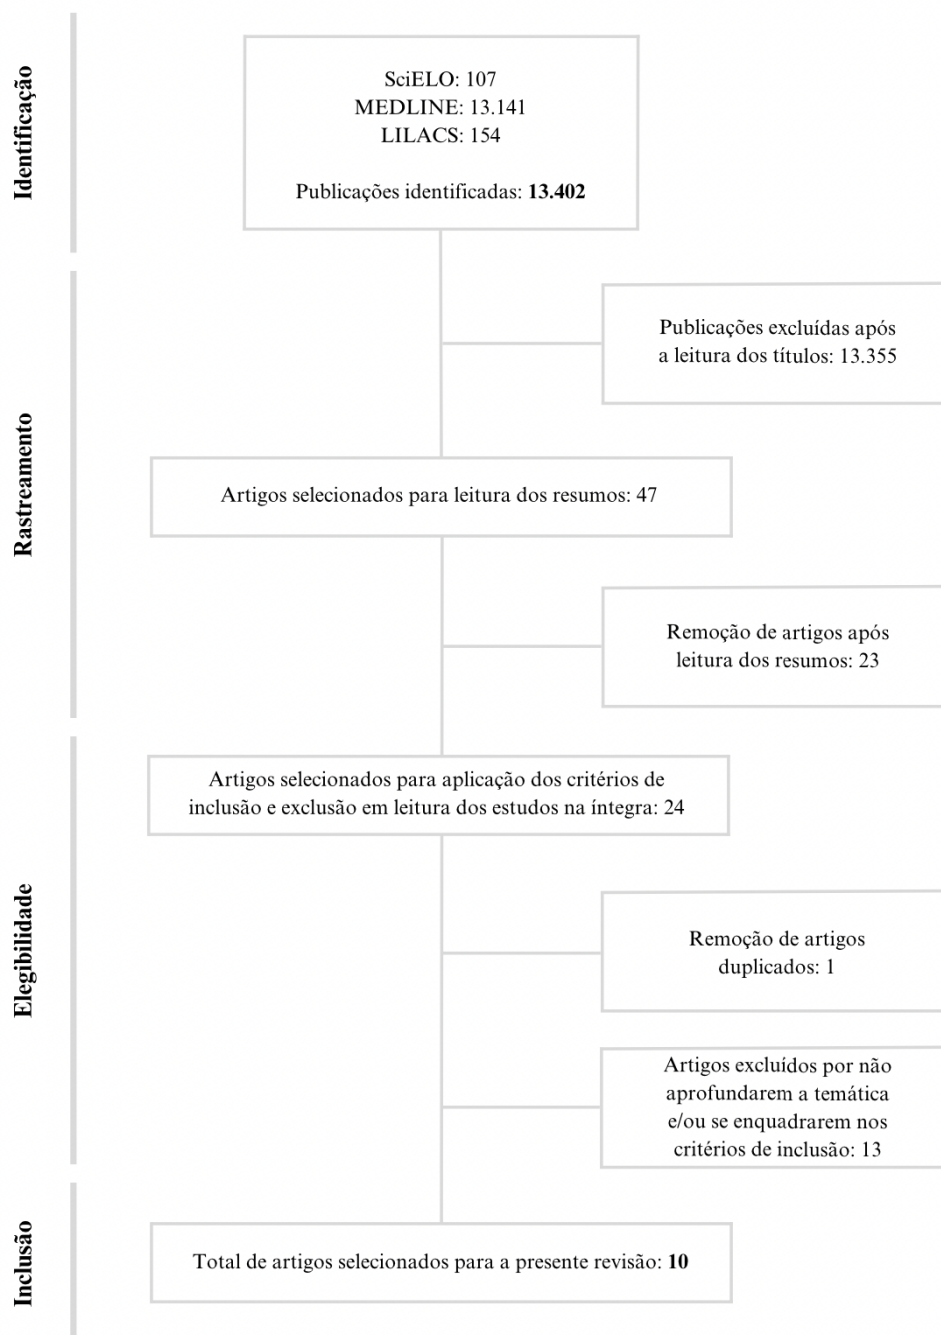 Identificação
SciELO: 107
MEDLINE: 13.141
LILACS: 154
Publicações identificadas: 13.402
Rastreamento
Publicações excluídas após
a leitura dos títulos: 13.355
Artigos selecionados para leitura dos resumos: 47
Remoção de artigos após
leitura dos resumos: 23
Elegibilidade
Artigos selecionados para aplicação dos critérios de
inclusão e exclusão em leitura dos estudos na íntegra: 24
Remoção de artigos
duplicados: 1
Artigos excluídos por não
aprofundarem a temática
e/ou se enquadrarem nos
critérios de inclusão: 13
Inclusão
Total de artigos selecionados para a presente revisão: 10